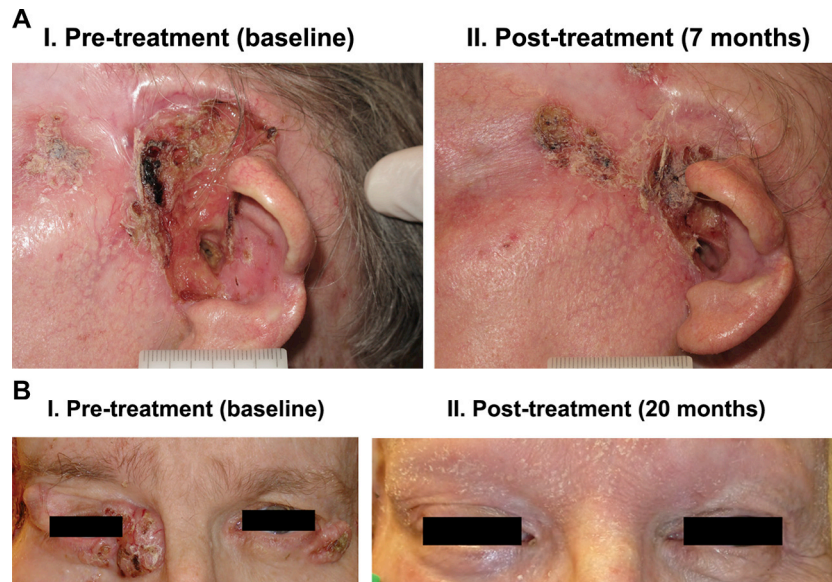 A
I. Pre-treatment (baseline)
II. Post-treatment (7 months)
B
I. Pre-treatment (baseline)
II. Post-treatment (20 months)